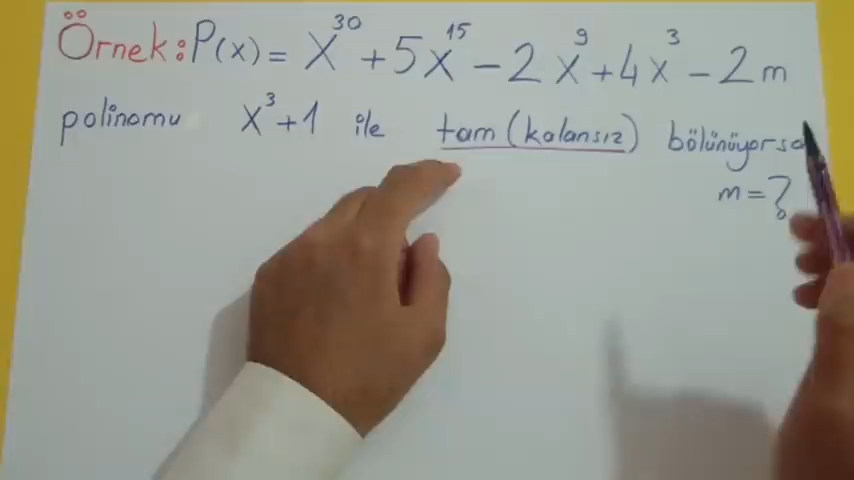 Örnek: P(x) = x³⁰ + 5x¹⁵ − 2x⁹ + 4x³ − 2m
polinomu x³+1 ile tam (kalansız) bölünüyorsa
m = ?